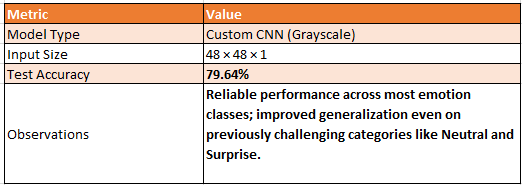 Metric Value
Model Type Custom CNN (Grayscale)
Input Size 48 × 48 × 1
Test Accuracy 79.64%
Observations
Reliable performance across most emotion
classes; improved generalization even on
previously challenging categories like Neutral and
Surprise.